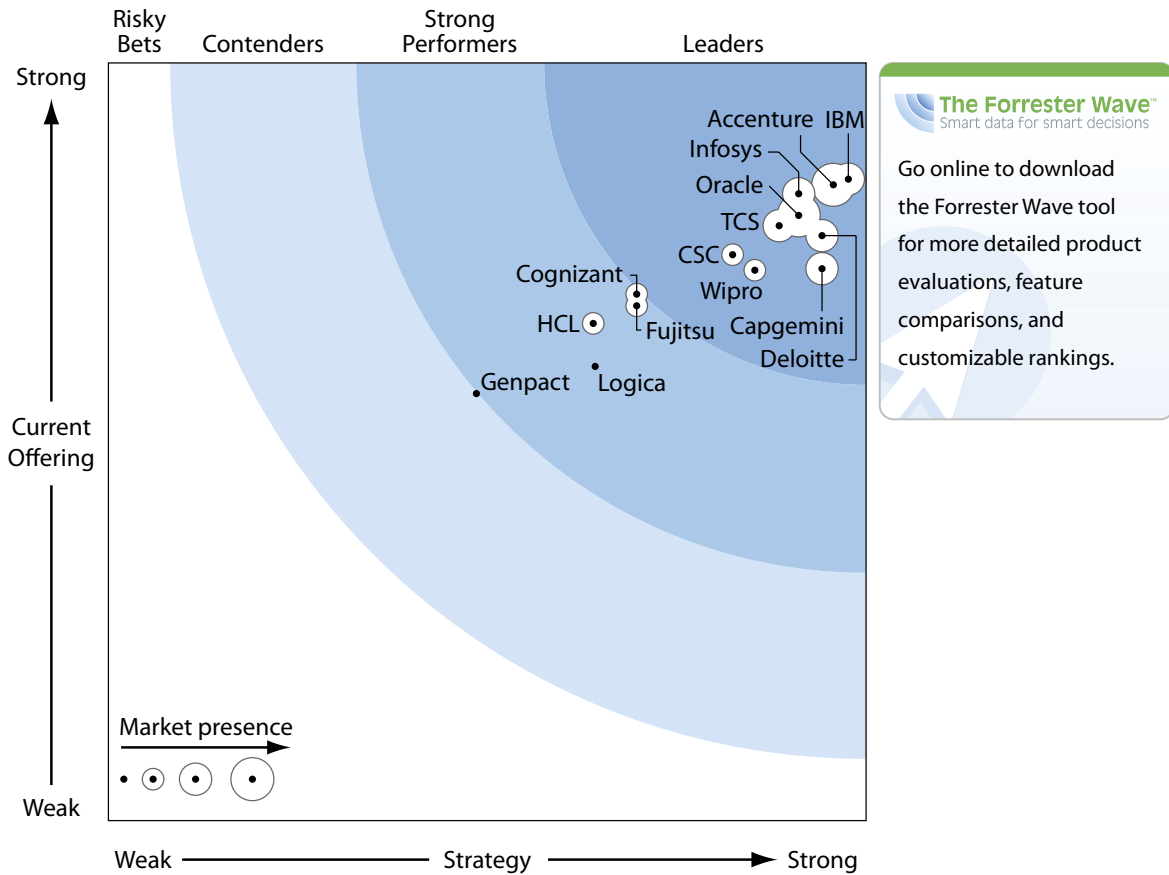 Risky
Bets
Contenders
Strong
Performers
Leaders
Strong
Current
Offering
Weak
Accenture
IBM
Infosys
Oracle
TCS
CSC
Wipro
Capgemini
Deloitte
Cognizant
HCL
Fujitsu
Genpact
Logica
Market presence
Weak
Strategy
Strong
The Forrester Wave™
Smart data for smart decisions
Go online to download
the Forrester Wave tool
for more detailed product
evaluations, feature
comparisons, and
customizable rankings.